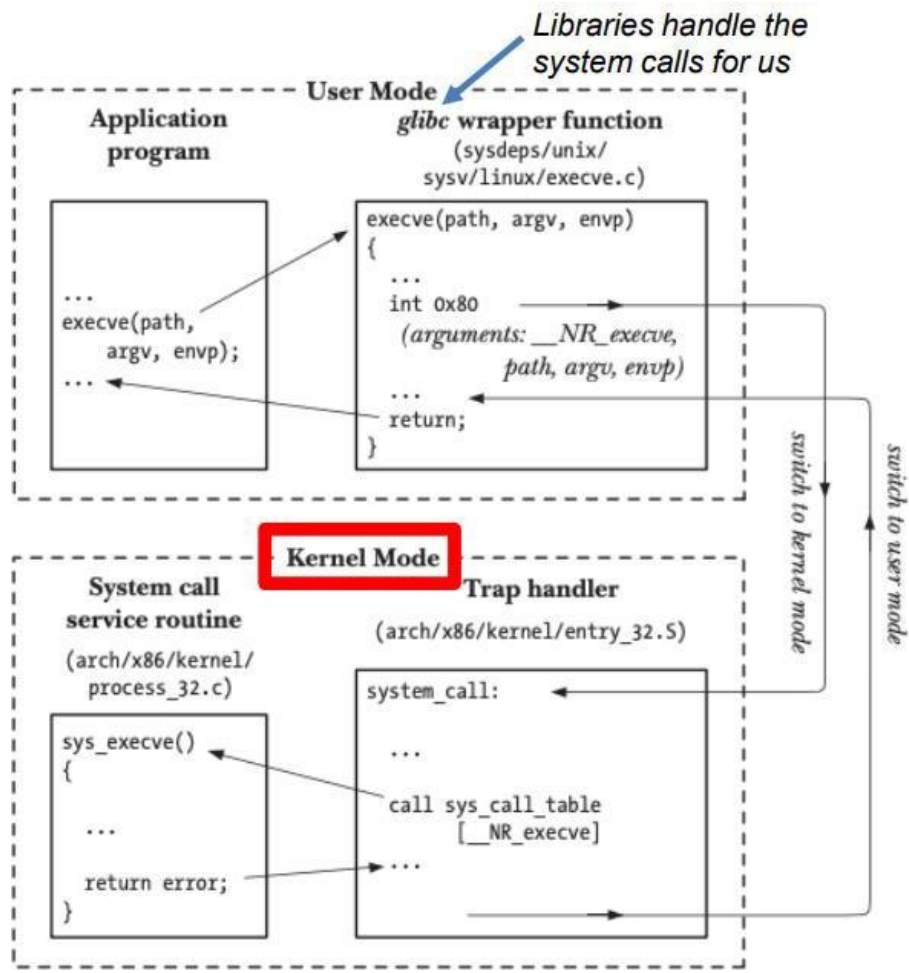 Libraries handle the
system calls for us
User Mode
Application
program
glibc wrapper function
(sysdeps/unix/
sysv/linux/execve.c)
...
execve(path,
argv, envp);
...
execve(path, argv, envp)
{
...
int 0x80
(arguments: __NR_execve,
path, argv, envp)
...
return;
}
switch to kernel mode
switch to user mode
Kernel Mode
System call
service routine
(arch/x86/kernel/
process_32.c)
sys_execve()
{
...
return error;
}
Trap handler
(arch/x86/kernel/entry_32.S)
system_call:
...
call sys_call_table
[__NR_execve]
...